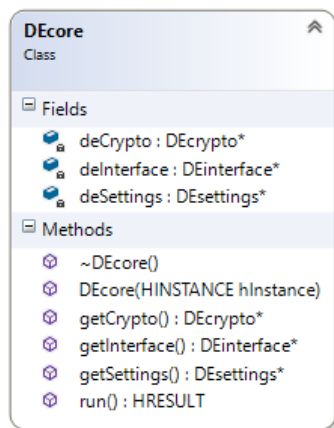 DEcore
Class
Fields
deCrypto : DEcrypto*
deInterface : DEinterface*
deSettings : DEsettings*
Methods
~DEcore()
DEcore(HINSTANCE hInstance)
getCrypto() : DEcrypto*
getInterface() : DEinterface*
getSettings() : DEsettings*
run() : HRESULT